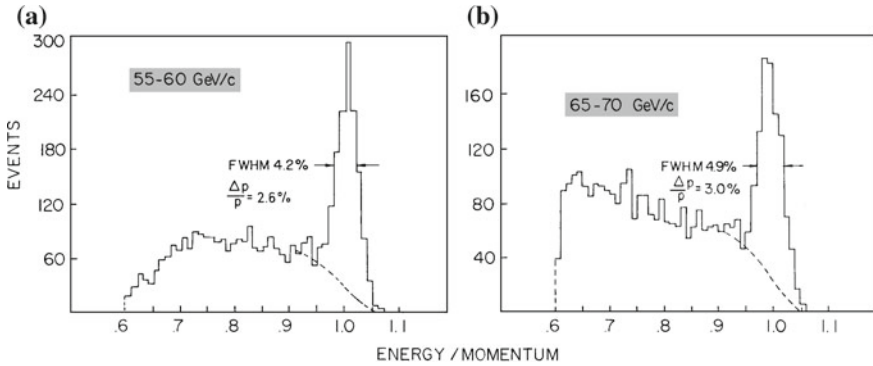 (a)
300
240
180
120
60
EVENTS
55-60 GeV/c
FWHM 4.2%
Δp/p = 2.6%
.6 .7 .8 .9 1.0 1.1
(b)
160
120
80
40
65-70 GeV/c
FWHM 4.9%
Δp/p = 3.0%
.6 .7 .8 .9 1.0 1.1
ENERGY / MOMENTUM